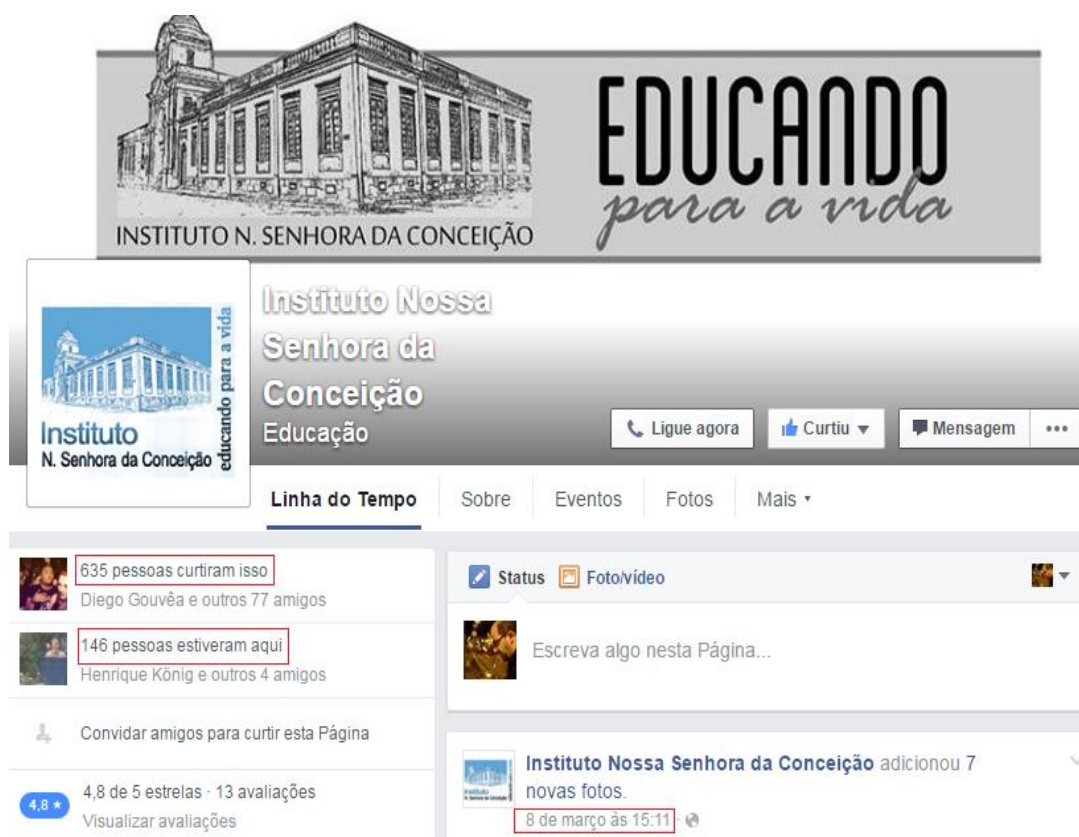 EDUCANDO
para a vida
INSTITUTO N. SENHORA DA CONCEIÇÃO
educando para a vida
Instituto
N. Senhora da Conceição
Instituto Nossa
Senhora da
Conceição
Educação
Ligue agora
Curtiu
Mensagem
Linha do Tempo Sobre Eventos Fotos Mais
635 pessoas curtiram isso
Diego Gouvêa e outros 77 amigos
146 pessoas estiveram aqui
Henrique König e outros 4 amigos
Convidar amigos para curtir esta Página
4,8 ★
4,8 de 5 estrelas · 13 avaliações
Visualizar avaliações
Status Foto/vídeo
Escreva algo nesta Página...
Instituto Nossa Senhora da Conceição adicionou 7
novas fotos.
8 de março às 15:11 ·